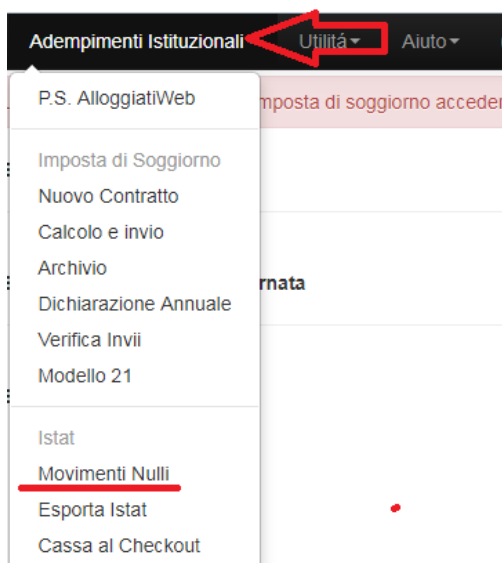 Adempimenti Istituzionali Utilitá Aiuto
P.S. AlloggiatiWeb
mposta di soggiorno acceder
Imposta di Soggiorno
Nuovo Contratto
Calcolo e invio
Archivio
rnata
Dichiarazione Annuale
Verifica Invii
Modello 21
Istat
Movimenti Nulli
Esporta Istat
Cassa al Checkout